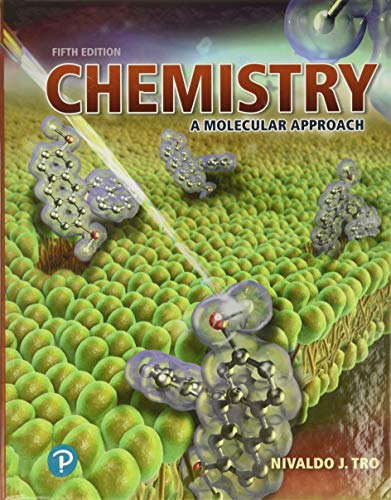 FIFTH EDITION
CHEMISTRY
A MOLECULAR APPROACH
P
NIVALDO J. TRO